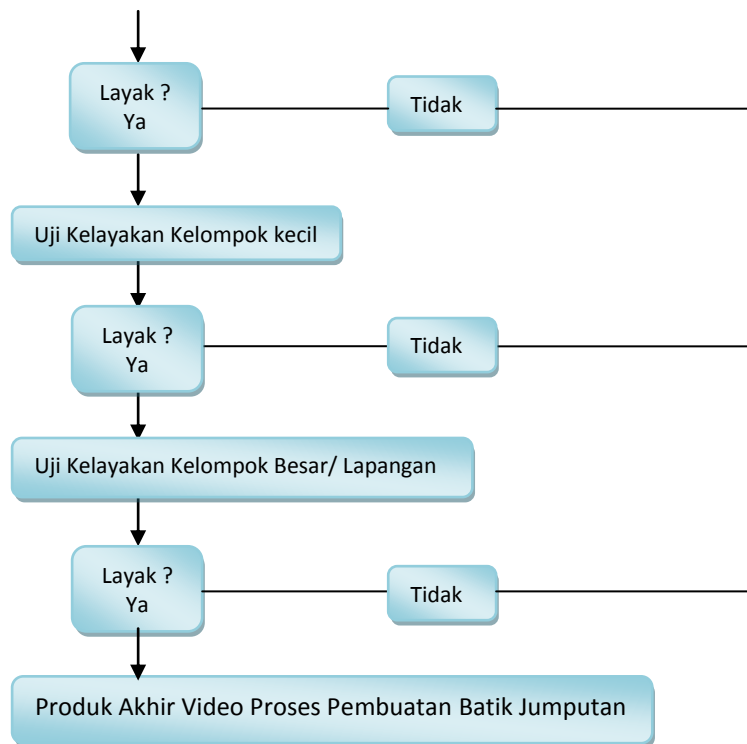 Layak ?
Ya
Tidak
Uji Kelayakan Kelompok kecil
Layak ?
Ya
Tidak
Uji Kelayakan Kelompok Besar/ Lapangan
Layak ?
Ya
Tidak
Produk Akhir Video Proses Pembuatan Batik Jumputan